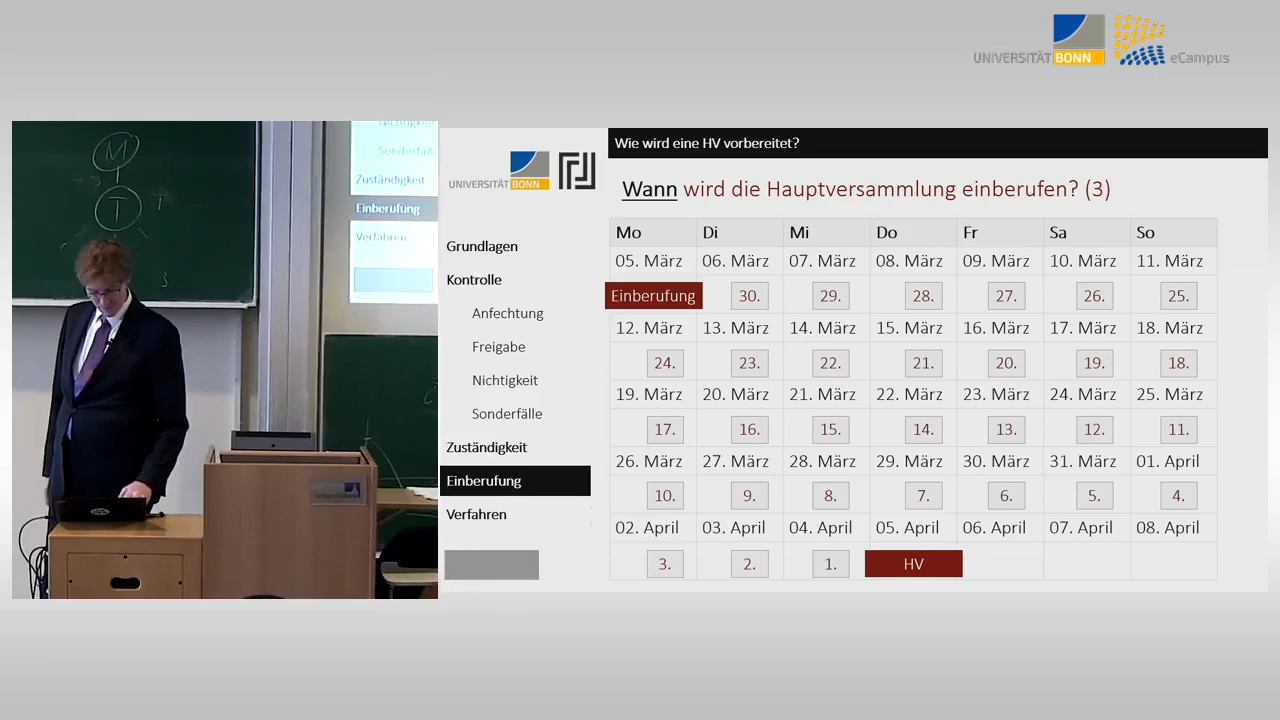 UNIVERSITÄT BONN eCampus
M
T
Sonderfäll
Zuständigkeit
Einberufung
Verfahren
UNIVERSITÄT BONN
Grundlagen
Kontrolle
Anfechtung
Freigabe
Nichtigkeit
Sonderfälle
Zuständigkeit
Einberufung
Verfahren
Wie wird eine HV vorbereitet?
Wann wird die Hauptversammlung einberufen? (3)
Mo Di Mi Do Fr Sa So
05. März 06. März 07. März 08. März 09. März 10. März 11. März
Einberufung 30. 29. 28. 27. 26. 25.
12. März 13. März 14. März 15. März 16. März 17. März 18. März
24. 23. 22. 21. 20. 19. 18.
19. März 20. März 21. März 22. März 23. März 24. März 25. März
17. 16. 15. 14. 13. 12. 11.
26. März 27. März 28. März 29. März 30. März 31. März 01. April
10. 9. 8. 7. 6. 5. 4.
02. April 03. April 04. April 05. April 06. April 07. April 08. April
3. 2. 1. HV